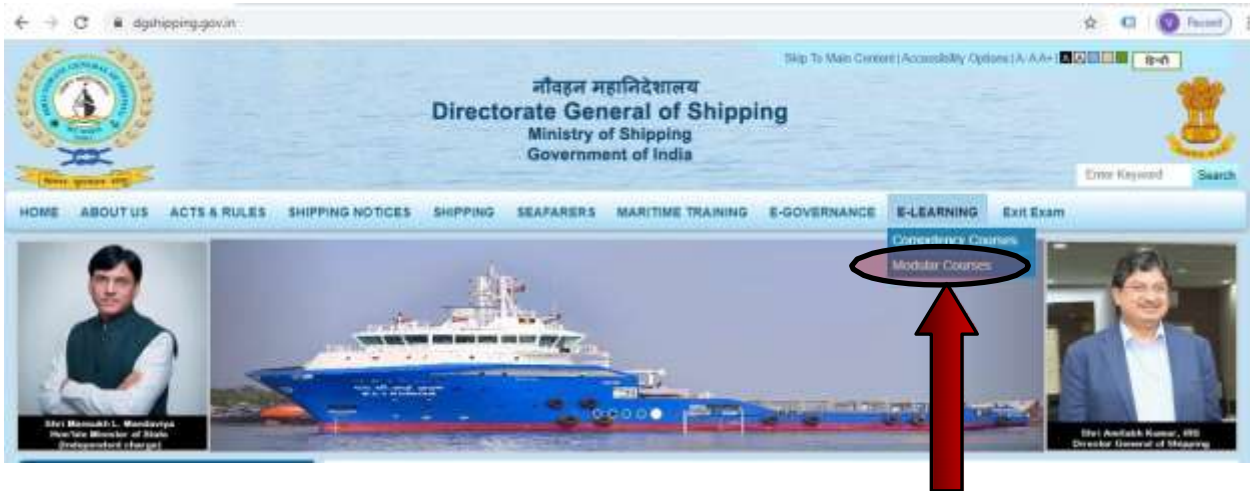 dgshipping.gov.in
Paused
Skip To Main Content | Accessibility Options | A- A A+ | A A
हिन्दी
नौवहन महानिदेशालय
Directorate General of Shipping
Ministry of Shipping
Government of India
Enter Keyword Search
HOME ABOUT US ACTS & RULES SHIPPING NOTICES SHIPPING SEAFARERS MARITIME TRAINING E-GOVERNANCE E-LEARNING Exit Exam
Competency Courses
Modular Courses
Shri Mansukh L. Mandaviya
Hon'ble Minister of State
(Independent charge)
Shri Amitabh Kumar, IRS
Director General of Shipping